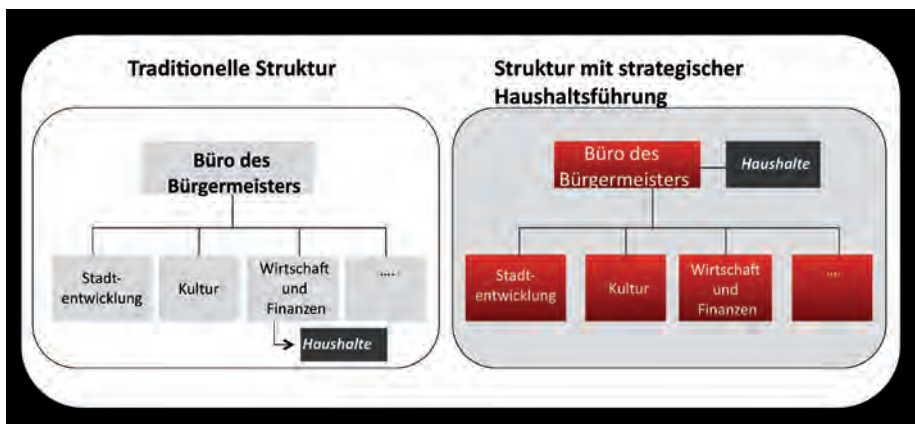 Traditionelle Struktur
Büro des
Bürgermeisters
Stadt-
entwicklung
Kultur
Wirtschaft
und
Finanzen
....
Haushalte
Struktur mit strategischer
Haushaltsführung
Büro des
Bürgermeisters
Haushalte
Stadt-
entwicklung
Kultur
Wirtschaft
und
Finanzen
....